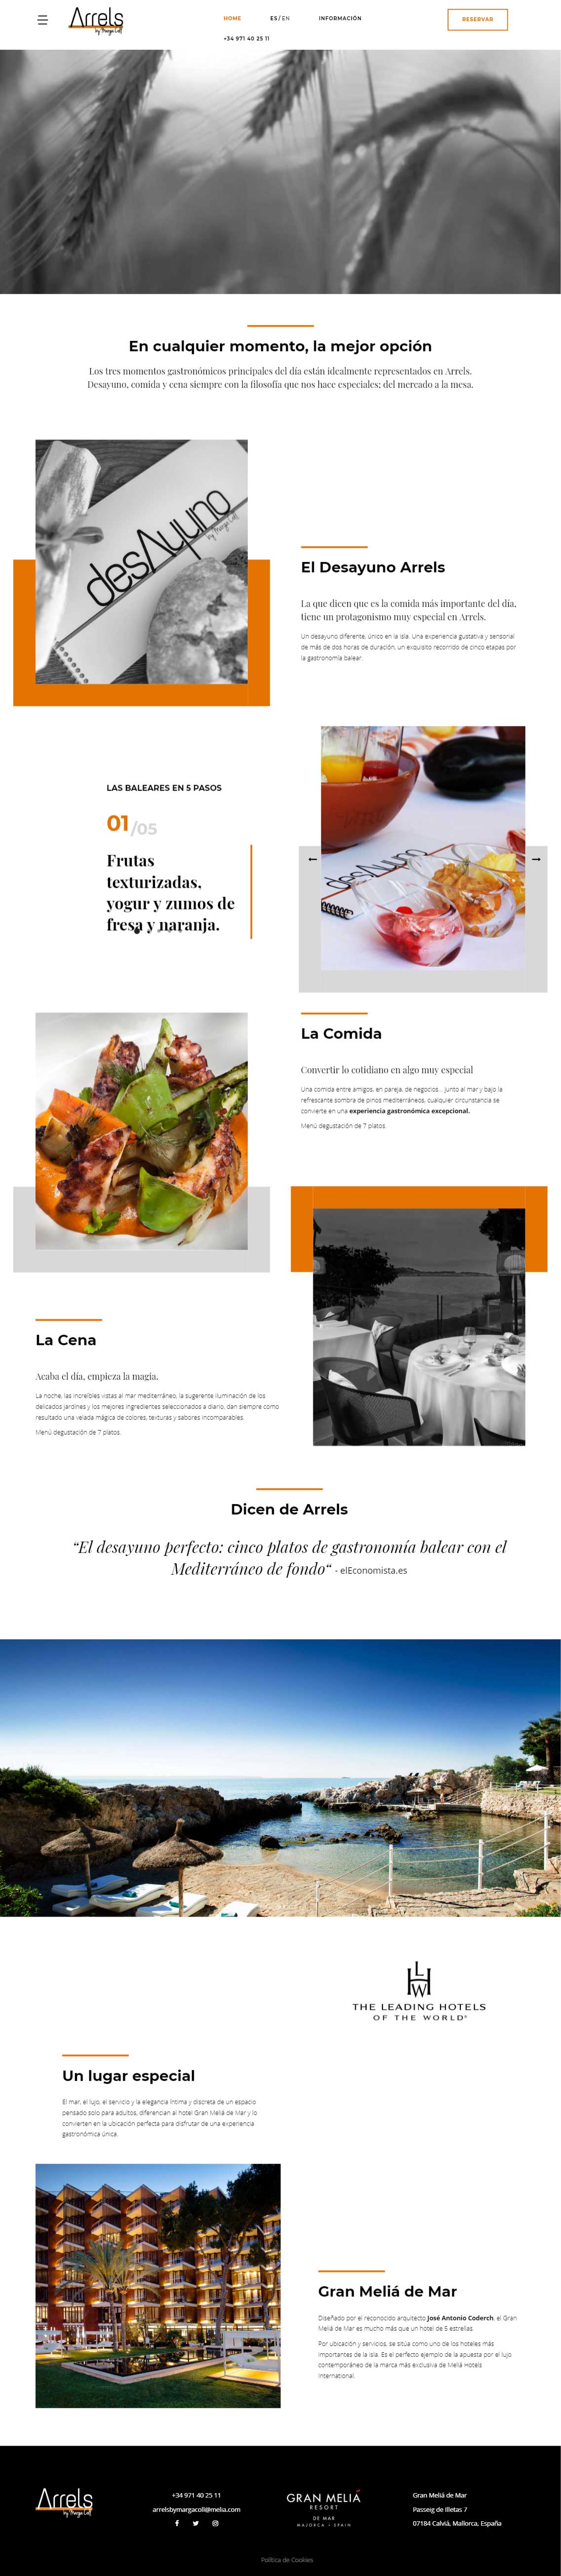 Arrels
by Marga Coll
HOME
ES / EN
INFORMACIÓN
+34 971 40 25 11
RESERVAR
En cualquier momento, la mejor opción
Los tres momentos gastronómicos principales del día están idealmente representados en Arrels.
Desayuno, comida y cena siempre con la filosofía que nos hace especiales; del mercado a la mesa.
desAyuno
by Marga Coll
El Desayuno Arrels
La que dicen que es la comida más importante del día,
tiene un protagonismo muy especial en Arrels.
Un desayuno diferente, único en la isla. Una experiencia gustativa y sensorial
de más de dos horas de duración, un exquisito recorrido de cinco etapas por
la gastronomía balear.
LAS BALEARES EN 5 PASOS
01/05
Frutas
texturizadas,
yogur y zumos de
fresa y naranja.
La Comida
Convertir lo cotidiano en algo muy especial
Una comida entre amigos, en pareja, de negocios... junto al mar y bajo la
refrescante sombra de pinos mediterráneos, cualquier circunstancia se
convierte en una experiencia gastronómica excepcional.
Menú degustación de 7 platos.
La Cena
Acaba el día, empieza la magia.
La noche, las increíbles vistas al mar mediterráneo, la sugerente iluminación de los
delicados jardines y los mejores ingredientes seleccionados a diario, dan siempre como
resultado una velada mágica de colores, texturas y sabores incomparables.
Menú degustación de 7 platos.
Dicen de Arrels
“El desayuno perfecto: cinco platos de gastronomía balear con el
Mediterráneo de fondo“ - elEconomista.es
LHW
THE LEADING HOTELS
OF THE WORLD®
Un lugar especial
El mar, el lujo, el servicio y la elegancia íntima y discreta de un espacio
pensado solo para adultos, diferencian al hotel Gran Meliá de Mar y lo
convierten en la ubicación perfecta para disfrutar de una experiencia
gastronómica única.
Gran Meliá de Mar
Diseñado por el reconocido arquitecto José Antonio Coderch, el Gran
Meliá de Mar es mucho más que un hotel de 5 estrellas.
Por ubicación y servicios, se sitúa como uno de los hoteles más
importantes de la isla. Es el perfecto ejemplo de la apuesta por el lujo
contemporáneo de la marca más exclusiva de Meliá Hotels
International.
Arrels
by Marga Coll
+34 971 40 25 11
arrelsbymargacoll@melia.com
GRAN MELIÁ
RESORT
DE MAR
MAJORCA • SPAIN
Gran Meliá de Mar
Passeig de Illetas 7
07184 Calvià, Mallorca, España
Política de Cookies